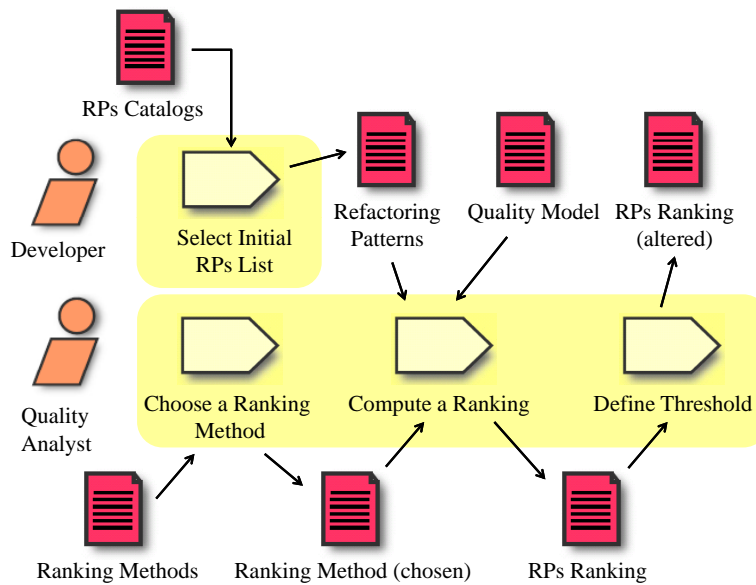 RPs Catalogs
Developer
Select Initial
RPs List
Refactoring
Patterns
Quality Model
RPs Ranking
(altered)
Quality
Analyst
Choose a Ranking
Method
Compute a Ranking
Define Threshold
Ranking Methods
Ranking Method (chosen)
RPs Ranking